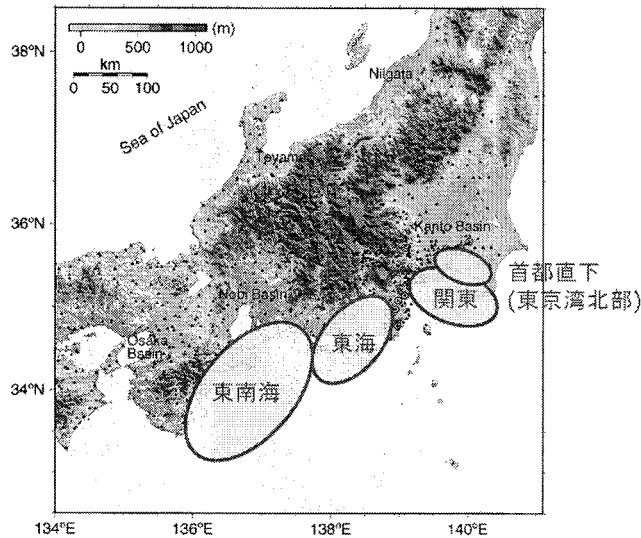 38°N
36°N
34°N
134°E
136°E
138°E
140°E
(m)
0
500
1000
km
0
50
100
Sea of Japan
Niigata
Toyama
Kanto Basin
Nobi Basin
Osaka
Basin
首都直下
(東京湾北部)
関東
東海
東南海